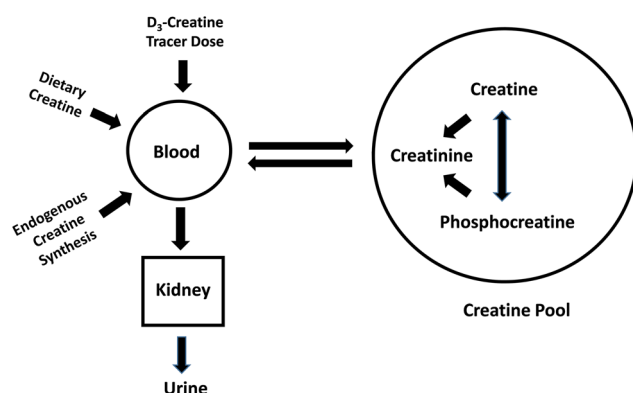 D₃-Creatine
Tracer Dose
Dietary
Creatine
Blood
Endogenous
Creatine
Synthesis
Kidney
Urine
Creatine
Creatinine
Phosphocreatine
Creatine Pool